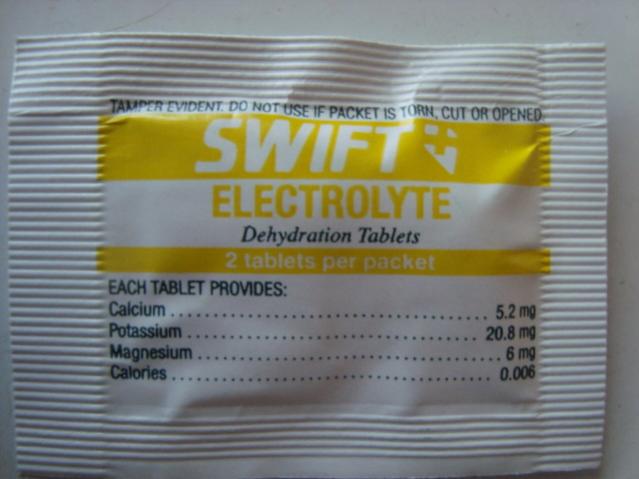 TAMPER EVIDENT. DO NOT USE IF PACKET IS TORN, CUT OR OPENED.
SWIFT
ELECTROLYTE
Dehydration Tablets
2 tablets per packet
EACH TABLET PROVIDES:
Calcium ........................................ 5.2 mg
Potassium ..................................... 20.8 mg
Magnesium ...................................... 6 mg
Calories ........................................ 0.006